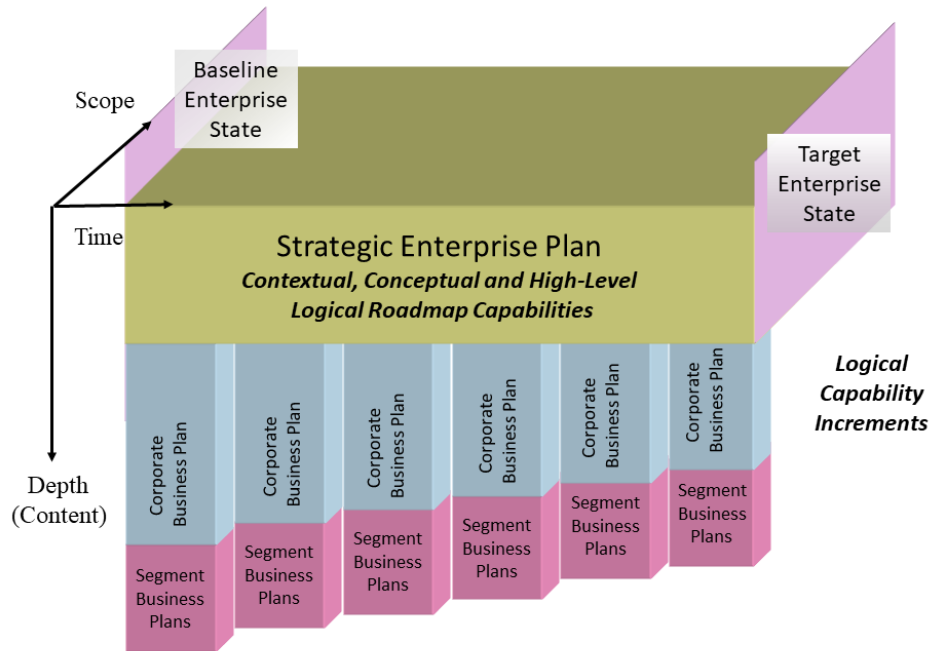 Baseline
Enterprise
State
Scope
Time
Depth
(Content)
Target
Enterprise
State
Strategic Enterprise Plan
Contextual, Conceptual and High-Level
Logical Roadmap Capabilities
Logical
Capability
Increments
Corporate
Business Plan
Corporate
Business Plan
Corporate
Business Plan
Corporate
Business Plan
Corporate
Business Plan
Corporate
Business Plan
Segment
Business
Plans
Segment
Business
Plans
Segment
Business
Plans
Segment
Business
Plans
Segment
Business
Plans
Segment
Business
Plans